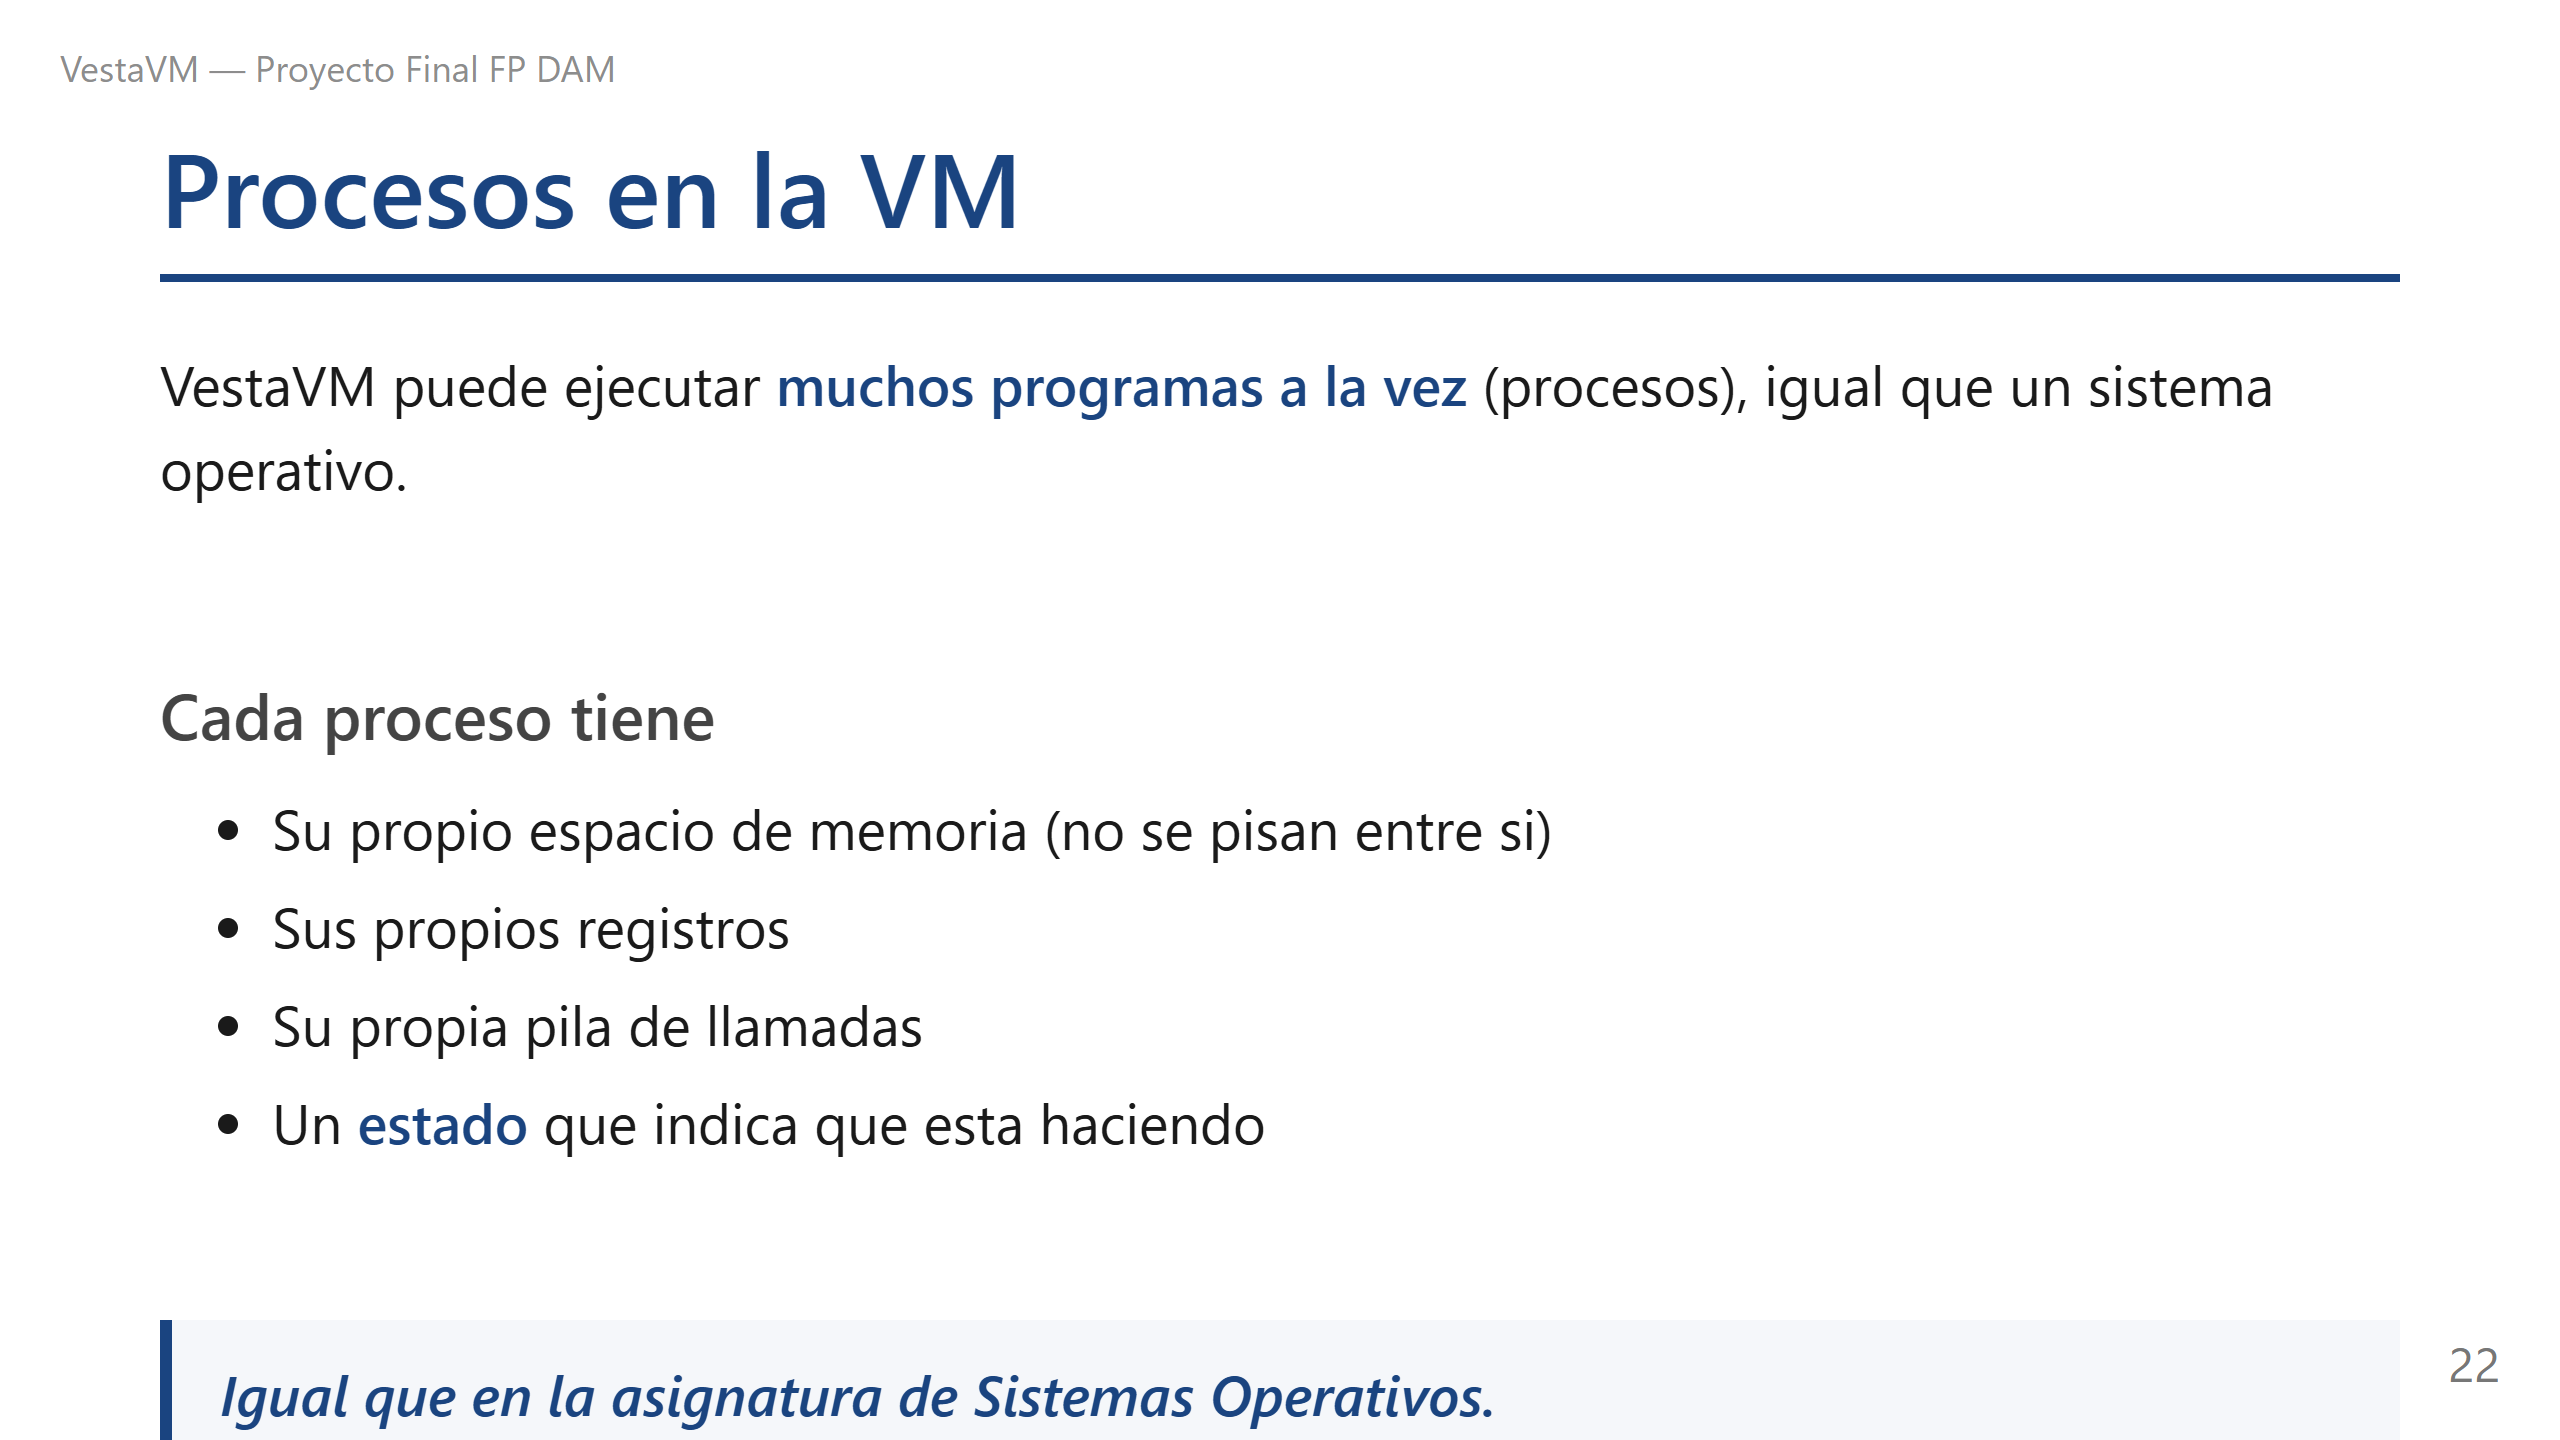 VestaVM — Proyecto Final FP DAM
Procesos en la VM
VestaVM puede ejecutar muchos programas a la vez (procesos), igual que un sistema
operativo.
Cada proceso tiene
• Su propio espacio de memoria (no se pisan entre si)
• Sus propios registros
• Su propia pila de llamadas
• Un estado que indica que esta haciendo
Igual que en la asignatura de Sistemas Operativos.
22